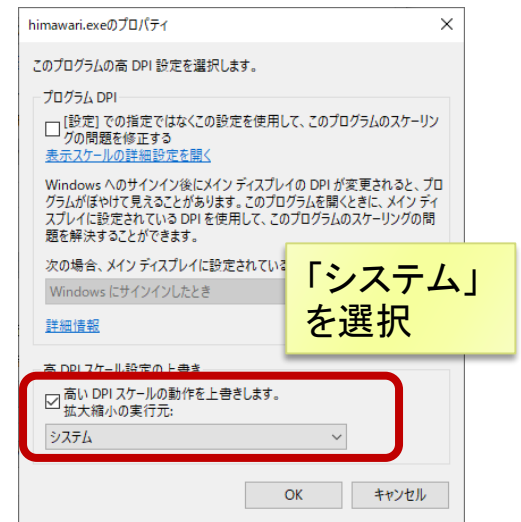 himawari.exeのプロパティ
このプログラムの高 DPI 設定を選択します。
プログラム DPI
[設定] での指定ではなくこの設定を使用して、このプログラムのスケーリン
グの問題を修正する
表示スケールの詳細設定を開く
Windows へのサインイン後にメイン ディスプレイの DPI が変更されると、プロ
グラムがぼやけて見えることがあります。このプログラムを開くときに、メイン ディ
スプレイに設定されている DPI を使用して、このプログラムのスケーリングの問
題を解決することができます。
次の場合、メイン ディスプレイに設定されている
Windows にサインインしたとき
「システム」
を選択
詳細情報
高 DPI スケール設定の上書き
高い DPI スケールの動作を上書きします。
拡大縮小の実行元:
システム
OK
キャンセル